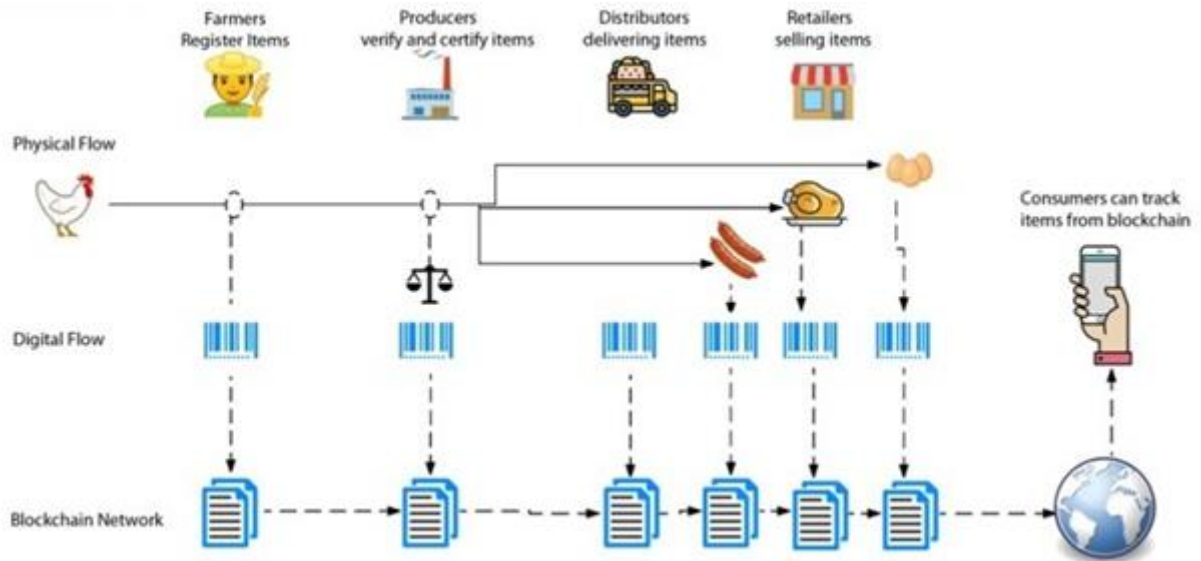 Farmers
Register Items
Producers
verify and certify items
Distributors
delivering items
Retailers
selling items
Physical Flow
Consumers can track
items from blockchain
Digital Flow
Blockchain Network